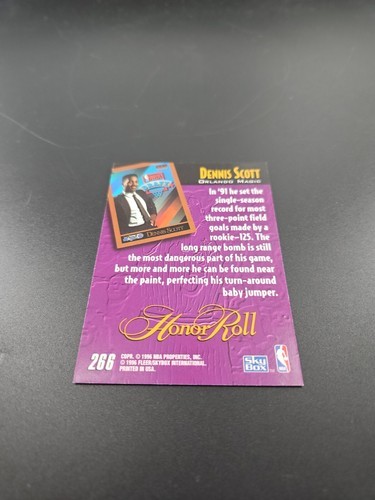 DENNIS SCOTT
ORLANDO MAGIC
In '91 he set the
single-season
record for most
three-point field
goals made by a
rookie–125. The
long range bomb is still
the most dangerous part of his game,
but more and more he can be found near
the paint, perfecting his turn-around
baby jumper.
DENNIS SCOTT
Honor Roll
266
COPR. © 1996 NBA PROPERTIES, INC.
© 1996 FLEER/SKYBOX INTERNATIONAL.
PRINTED IN USA.
SKY
BOX